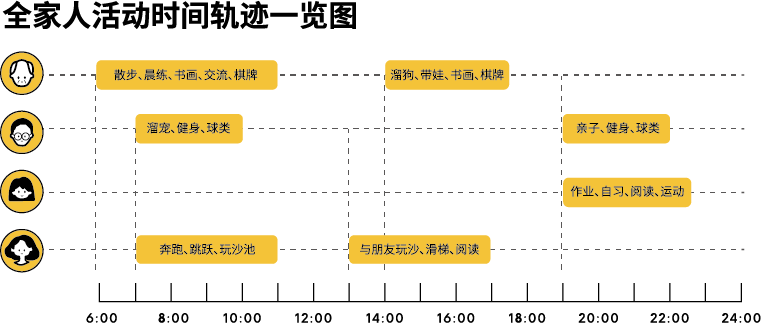 全家人活动时间轨迹一览图
散步、晨练、书画、交流、棋牌
溜狗、带娃、书画、棋牌
溜宠、健身、球类
亲子、健身、球类
作业、自习、阅读、运动
奔跑、跳跃、玩沙池
与朋友玩沙、滑梯、阅读
6:00 8:00 10:00 12:00 14:00 16:00 18:00 20:00 22:00 24:00